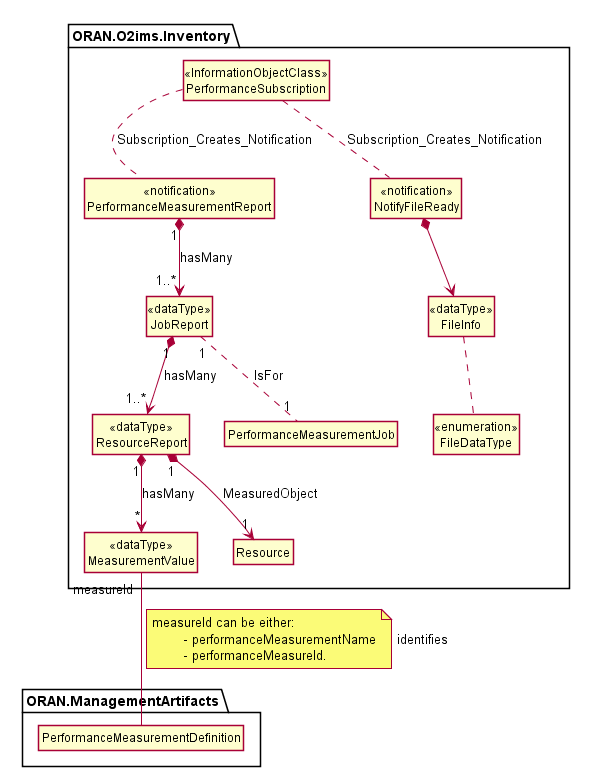 ORAN.O2ims.Inventory
«InformationObjectClass»
PerformanceSubscription
Subscription_Creates_Notification
Subscription_Creates_Notification
«notification»
PerformanceMeasurementReport
«notification»
NotifyFileReady
1
hasMany
1..*
«dataType»
JobReport
«dataType»
FileInfo
1
1
hasMany
IsFor
1..*
1
«dataType»
ResourceReport
PerformanceMeasurementJob
«enumeration»
FileDataType
1
1
hasMany
MeasuredObject
*
1
«dataType»
MeasurementValue
Resource
measureId
measureId can be either:
- performanceMeasurementName
- performanceMeasureId.
identifies
ORAN.ManagementArtifacts
PerformanceMeasurementDefinition